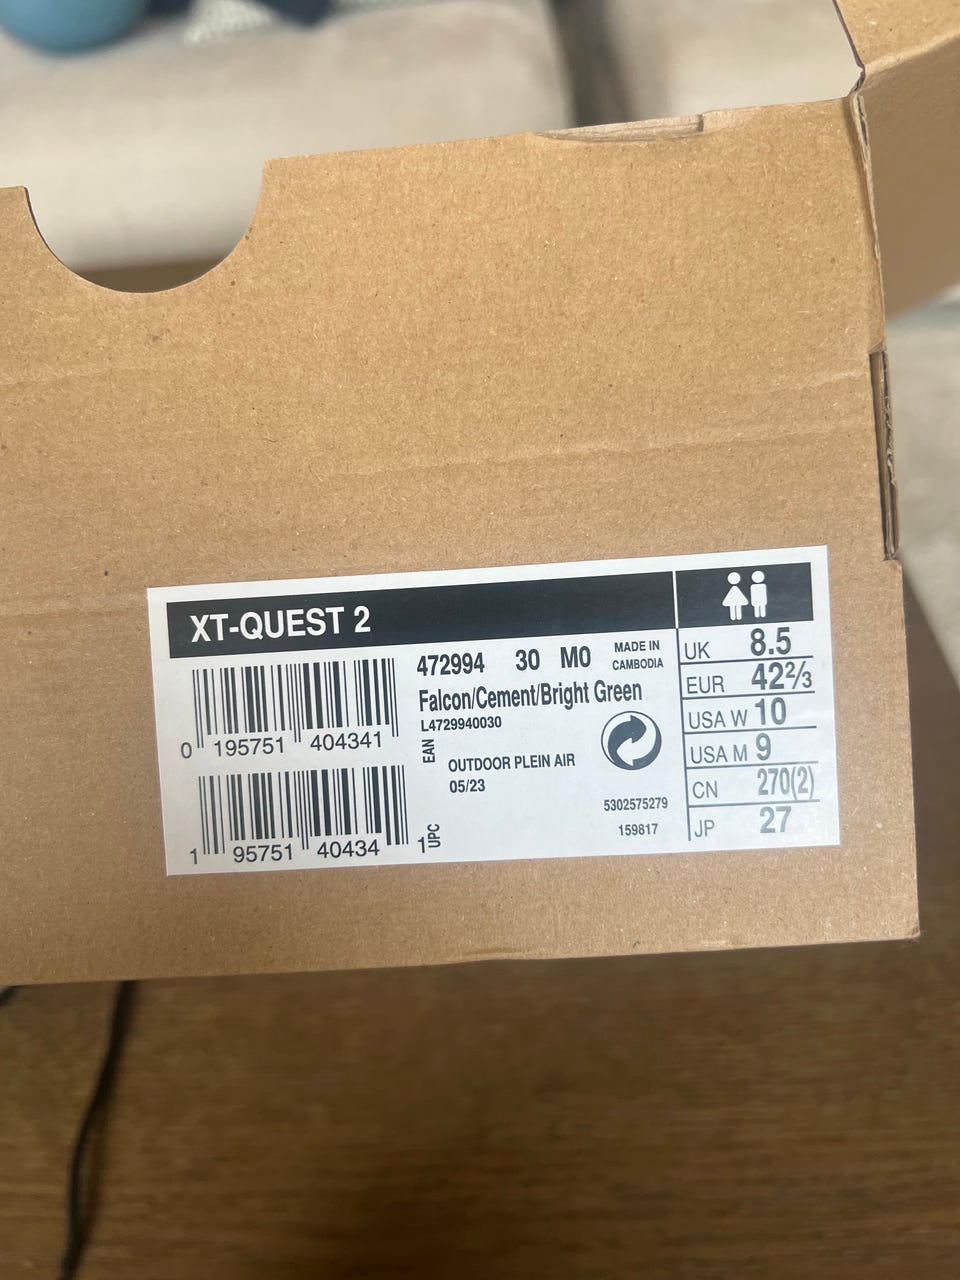 XT-QUEST 2
0 195751 404341
EAN
1 95751 40434 1
UPC
472994 30 M0
MADE IN
CAMBODIA
Falcon/Cement/Bright Green
L4729940030
OUTDOOR PLEIN AIR
05/23
5302575279
159817
UK 8.5
EUR 42⅔
USA W 10
USA M 9
CN 270(2)
JP 27